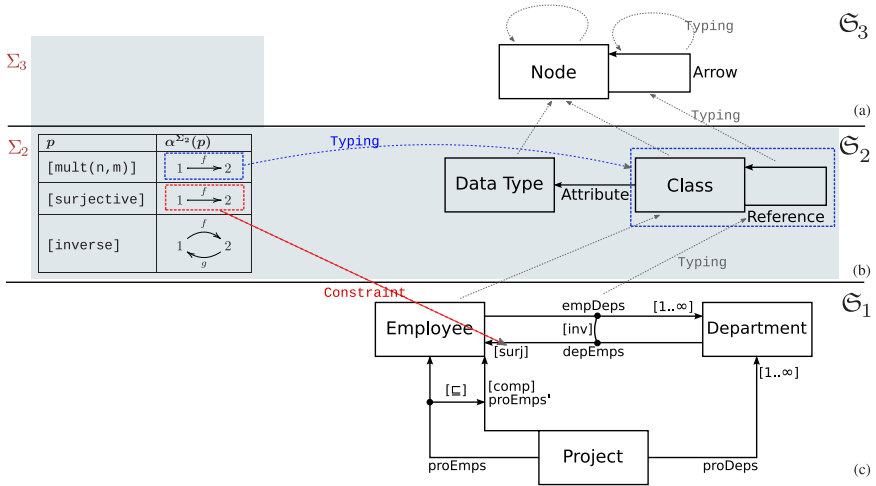 𝔖₃
Σ₃
Typing
Node
Arrow
(a)
Typing
Σ₂
p
α^Σ₂(p)
Typing
𝔖₂
[mult(n,m)]
1 f 2
Data Type
Attribute
Class
[surjective]
1 f 2
Reference
[inverse]
1 f 2
g
Typing
(b)
Constraint
𝔖₁
empDeps
[1..∞]
Employee
[inv]
Department
[surj]
depEmps
[1..∞]
[⊑]
[comp]
proEmps'
Project
proEmps
proDeps
(c)